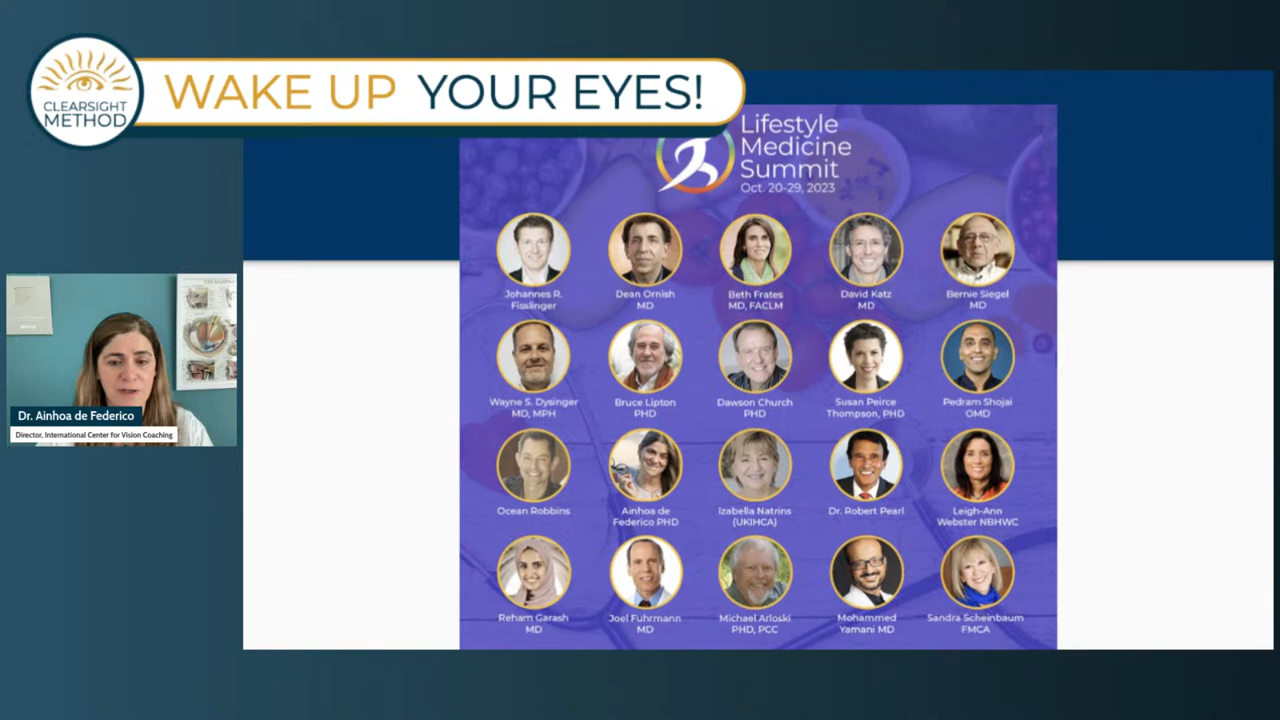 CLEARSIGHT
METHOD
WAKE UP YOUR EYES!
Lifestyle
Medicine
Summit
Oct. 20-29, 2023
Johannes R.
Fisslinger
Dean Ornish
MD
Beth Frates
MD, FACLM
David Katz
MD
Bernie Siegel
MD
Wayne S. Dysinger
MD, MPH
Bruce Lipton
PHD
Dawson Church
PHD
Susan Peirce
Thompson, PHD
Pedram Shojai
OMD
Ocean Robbins
Ainhoa de
Federico PHD
Izabella Natrins
(UKIHCA)
Dr. Robert Pearl
Leigh-Ann
Webster NBHWC
Reham Garash
MD
Joel Fuhrmann
MD
Michael Arloski
PHD, PCC
Mohammed
Yamani MD
Sandra Scheinbaum
FMCA
Dr. Ainhoa de Federico
Director, International Center for Vision Coaching